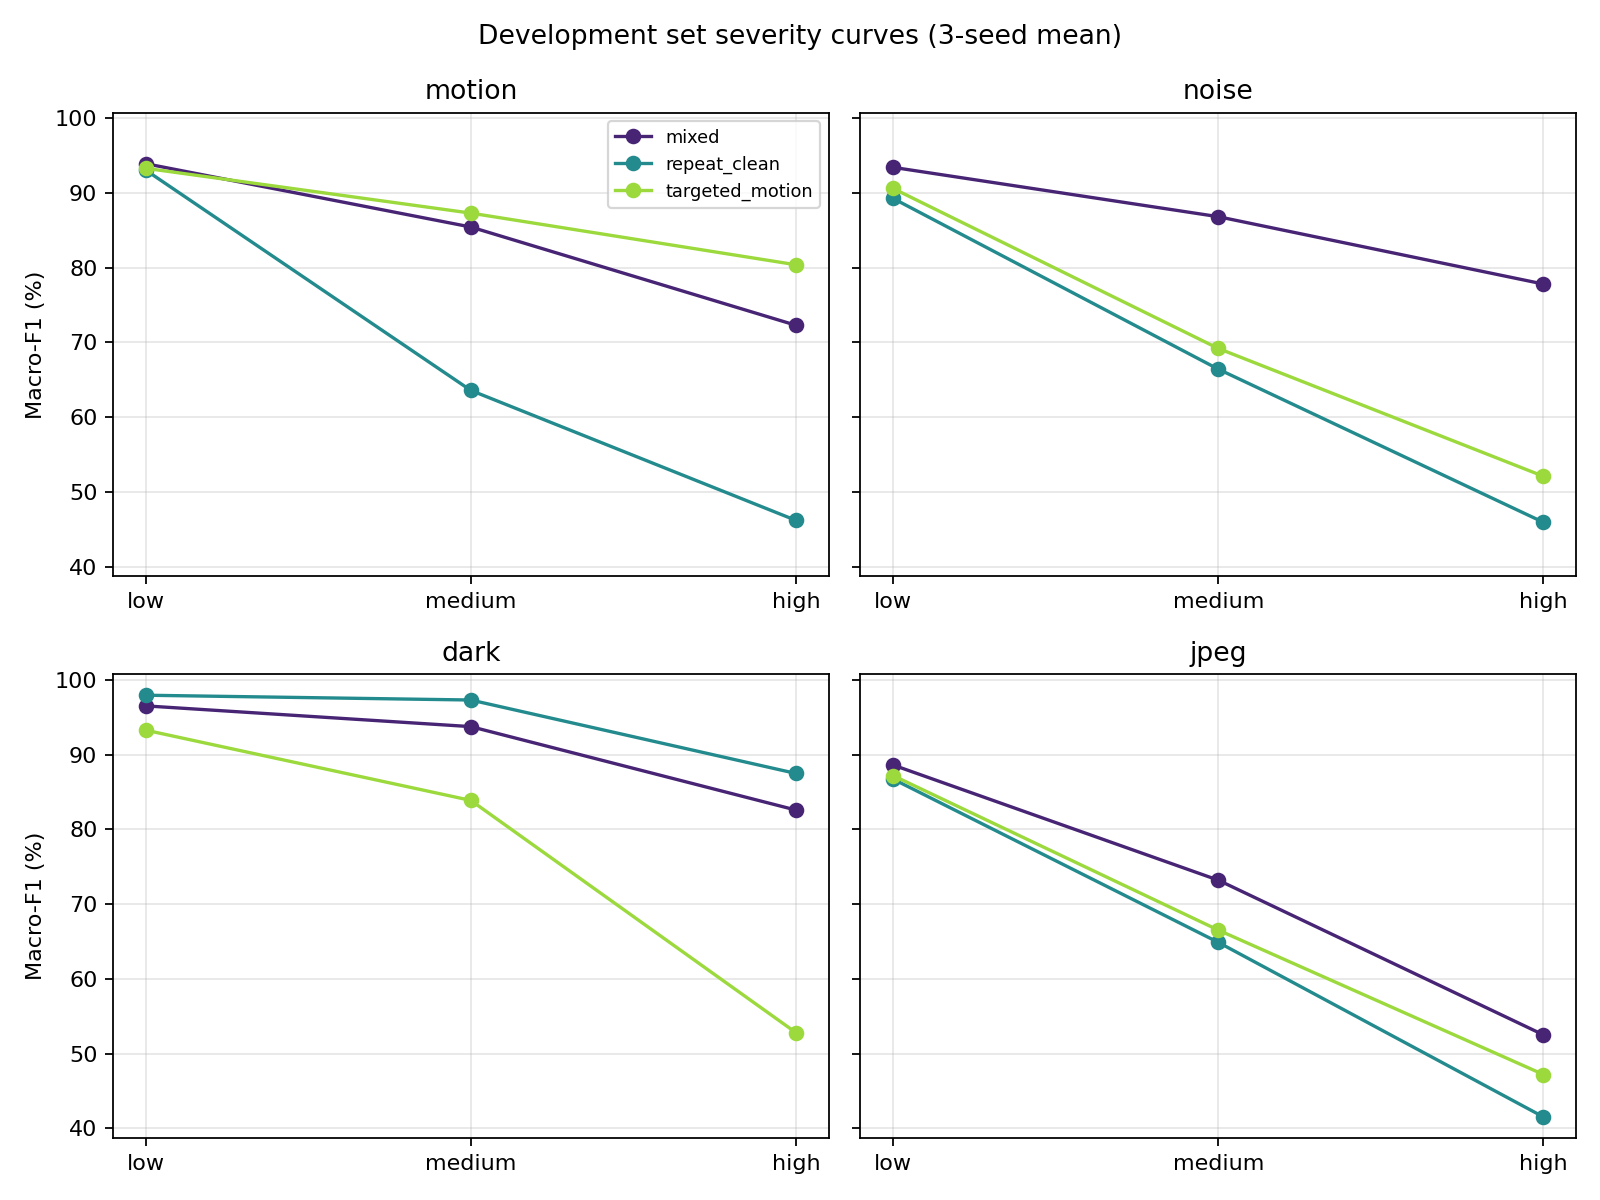 Development set severity curves (3-seed mean)
motion
noise
100
90
80
70
60
50
40
Macro-F1 (%)
mixed
repeat_clean
targeted_motion
low
medium
high
low
medium
high
dark
jpeg
100
90
80
70
60
50
40
Macro-F1 (%)
low
medium
high
low
medium
high